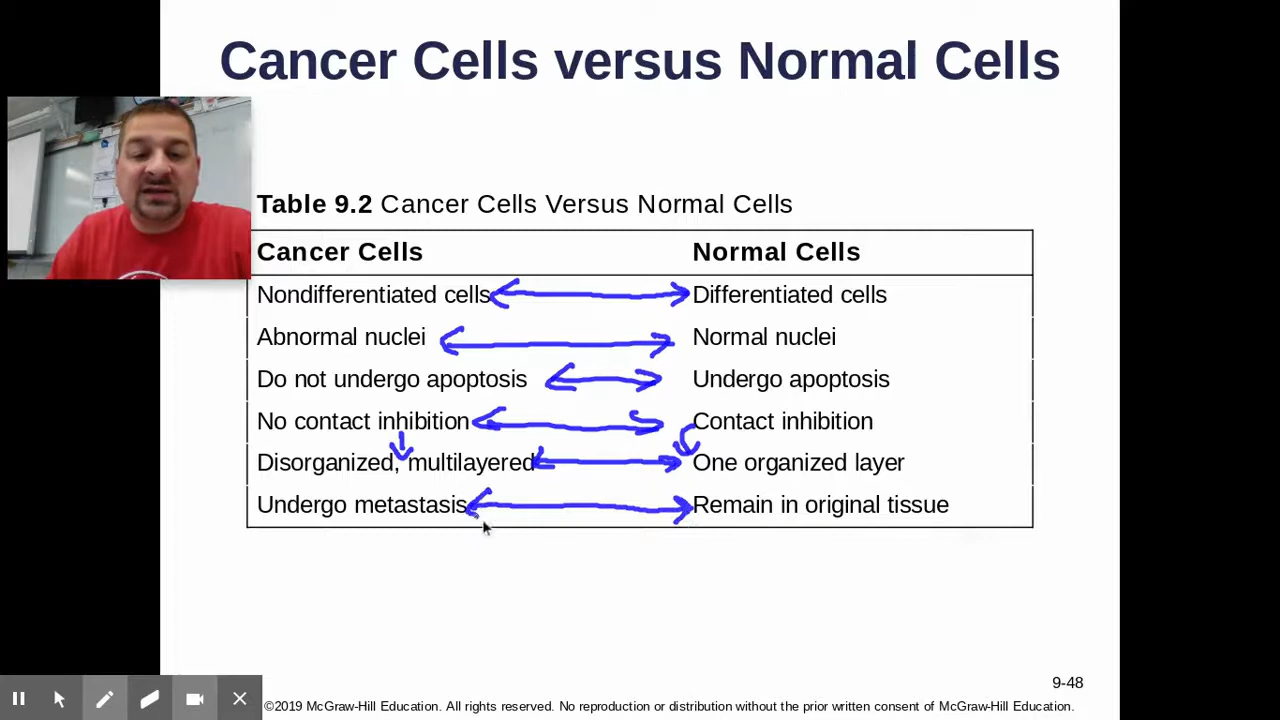 Cancer Cells versus Normal Cells
Table 9.2 Cancer Cells Versus Normal Cells
Cancer Cells Normal Cells
Nondifferentiated cells Differentiated cells
Abnormal nuclei Normal nuclei
Do not undergo apoptosis Undergo apoptosis
No contact inhibition Contact inhibition
Disorganized, multilayered One organized layer
Undergo metastasis Remain in original tissue
9-48
©2019 McGraw-Hill Education. All rights reserved. No reproduction or distribution without the prior written consent of McGraw-Hill Education.